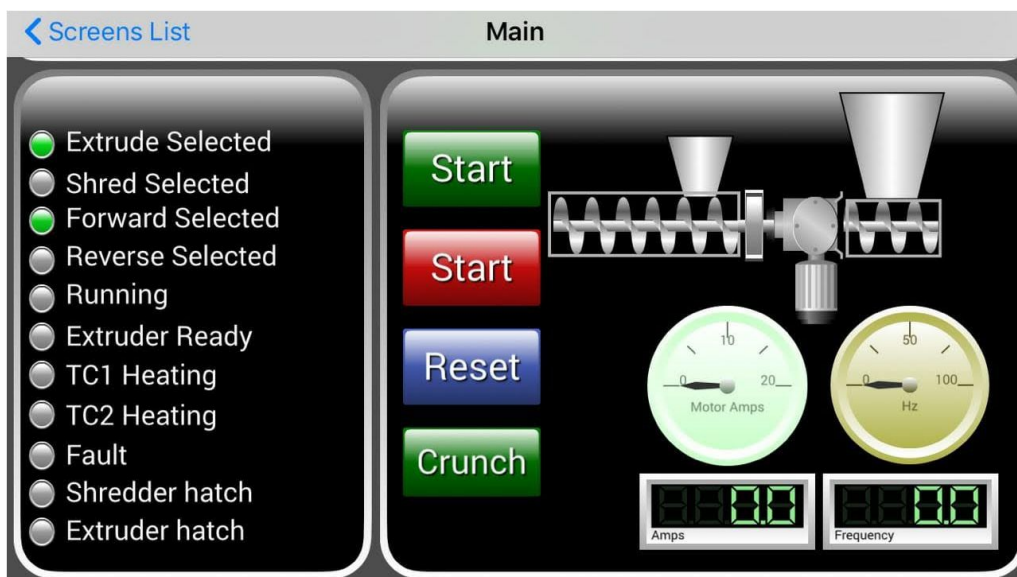 Screens List
Main
Extrude Selected
Shred Selected
Forward Selected
Reverse Selected
Running
Extruder Ready
TC1 Heating
TC2 Heating
Fault
Shredder hatch
Extruder hatch
Start
Start
Reset
Crunch
0 10 20
Motor Amps
0 50 100
Hz
0.0
Amps
0.0
Frequency